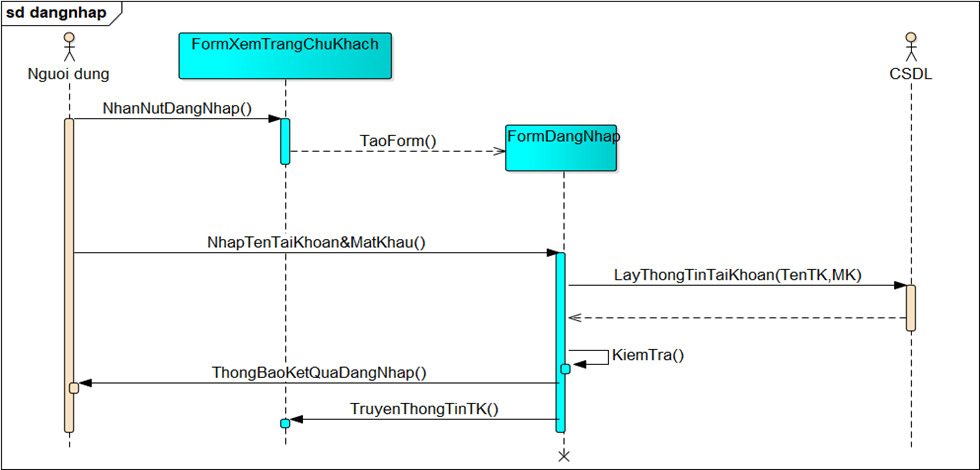 sd dangnhap
Nguoi dung
FormXemTrangChuKhach
CSDL
NhanNutDangNhap()
TaoForm()
FormDangNhap
NhapTenTaiKhoan&MatKhau()
LayThongTinTaiKhoan(TenTK,MK)
KiemTra()
ThongBaoKetQuaDangNhap()
TruyenThongTinTK()